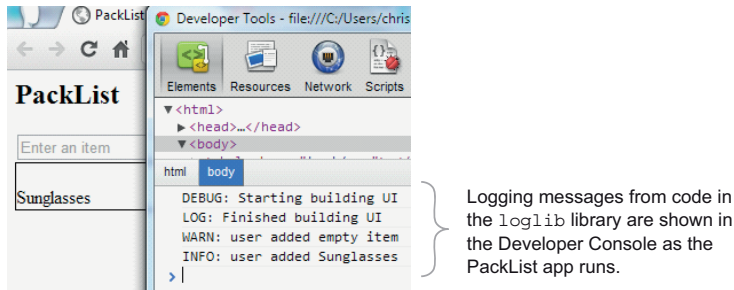 PackList
Developer Tools - file:///C:/Users/chris
Elements Resources Network Scripts
PackList
Enter an item
Sunglasses
▼<html>
▶<head>…</head>
▼<body>
html body
DEBUG: Starting building UI
LOG: Finished building UI
WARN: user added empty item
INFO: user added Sunglasses
>
Logging messages from code in
the loglib library are shown in
the Developer Console as the
PackList app runs.